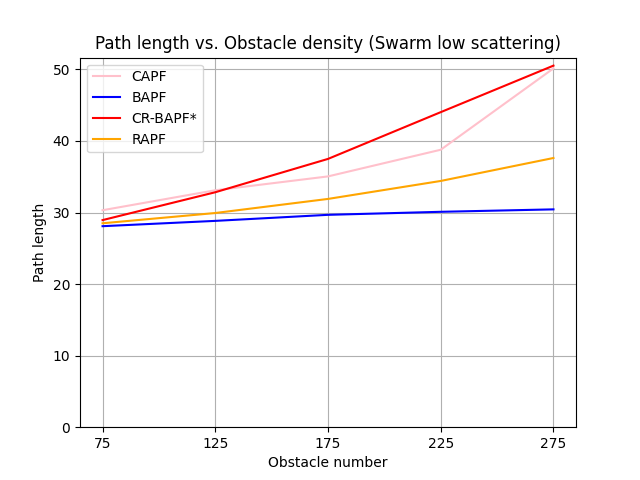 Path length vs. Obstacle density (Swarm low scattering)
CAPF
BAPF
CR-BAPF*
RAPF
Path length
50
40
30
20
10
0
75 125 175 225 275
Obstacle number